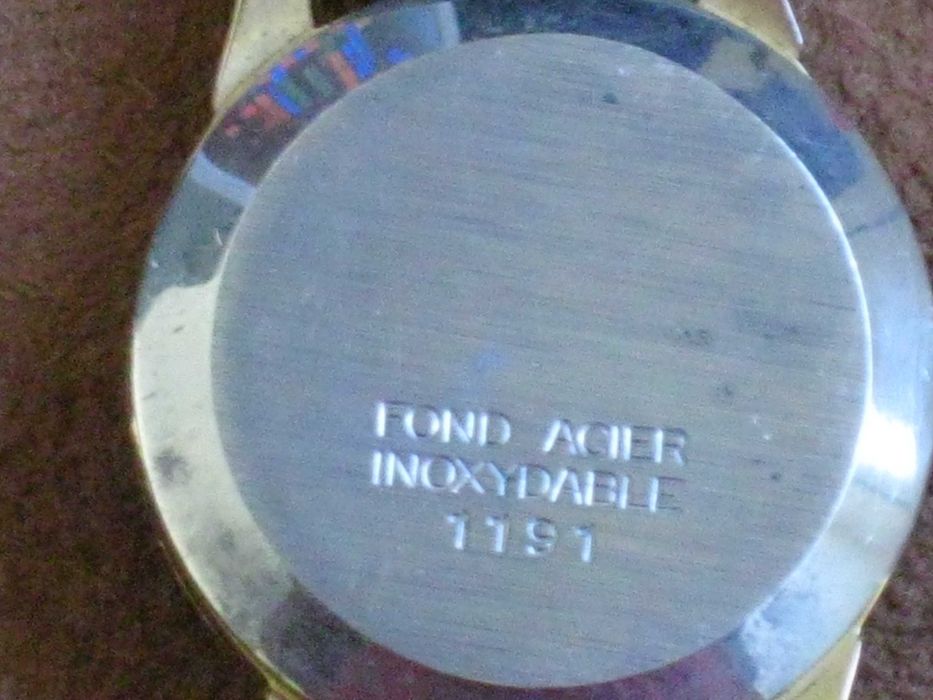 FOND ACIER
INOXYDABLE
1191